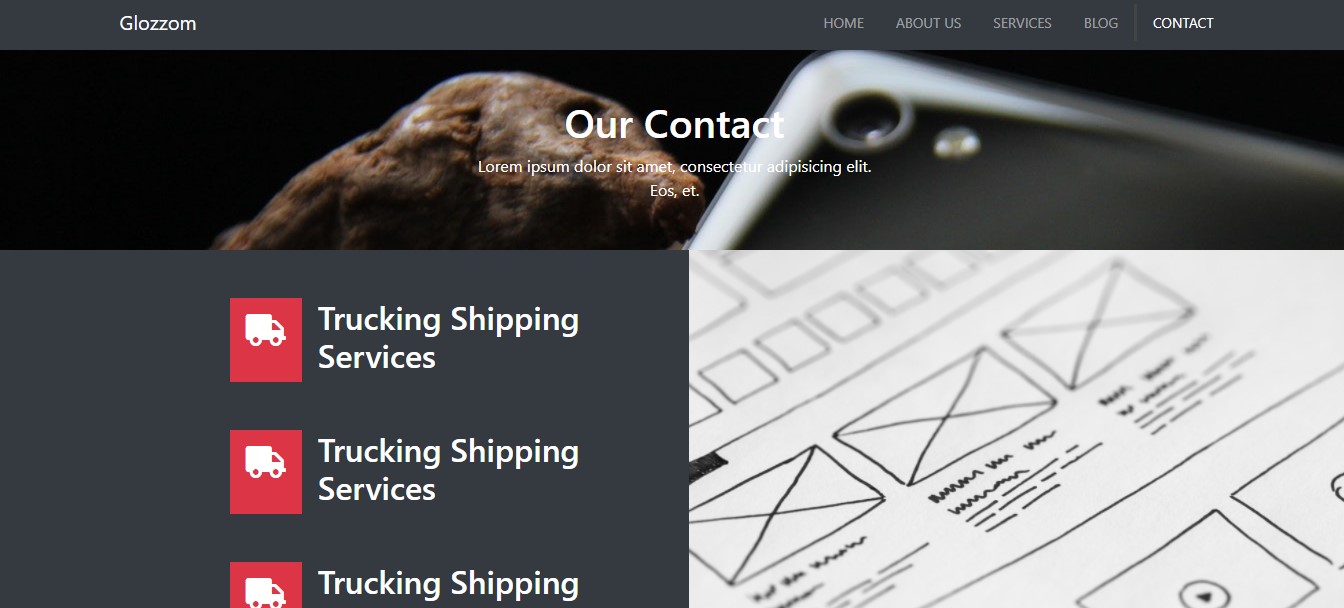 Glozzom
HOME ABOUT US SERVICES BLOG CONTACT
Our Contact
Lorem ipsum dolor sit amet, consectetur adipisicing elit.
Eos, et.
Trucking Shipping
Services
Trucking Shipping
Services
Trucking Shipping